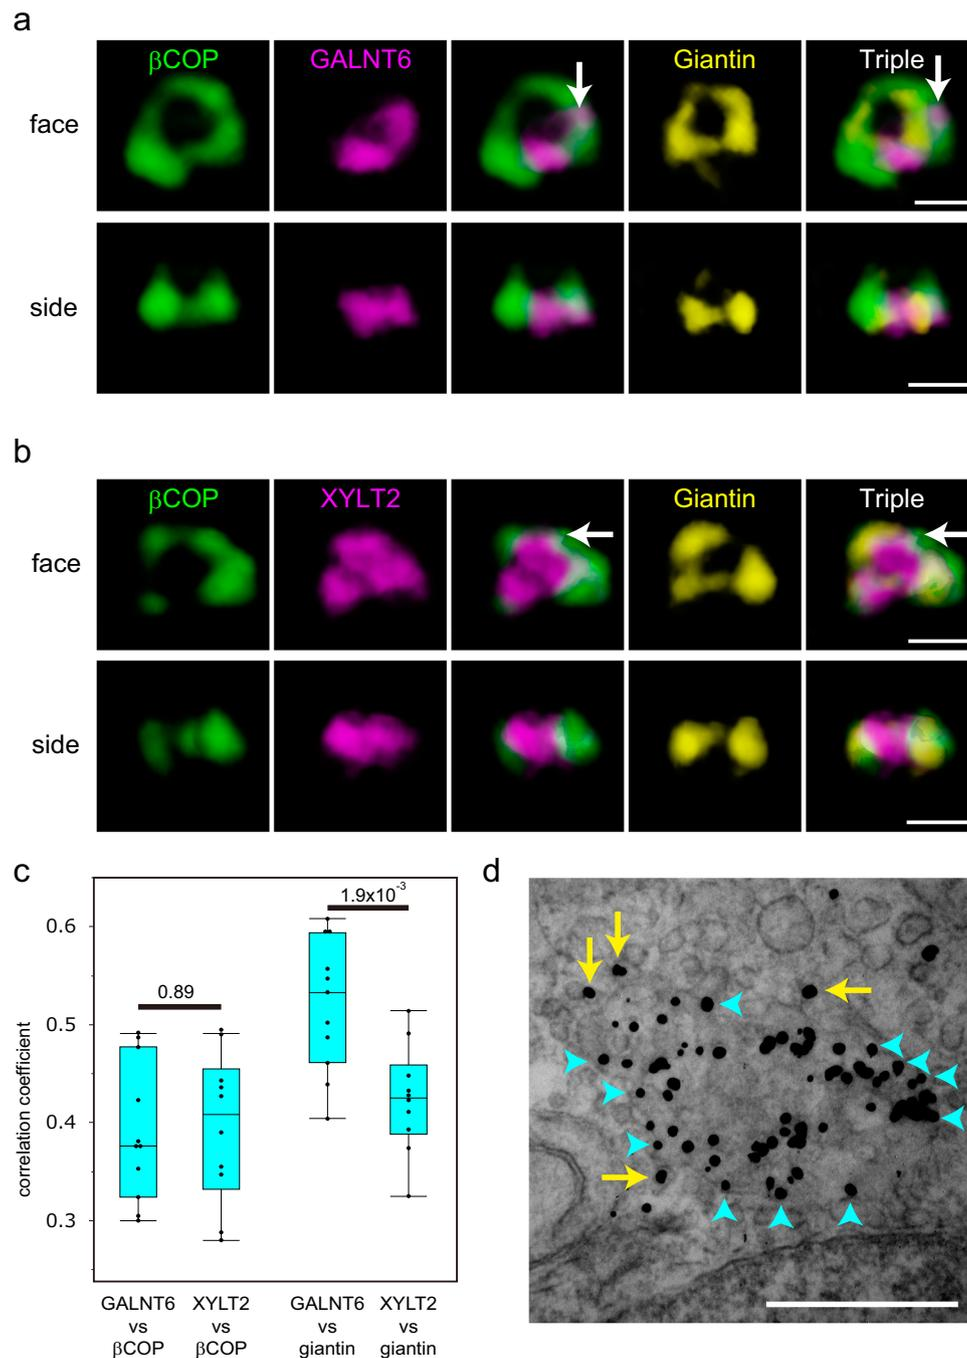 a
βCOP GALNT6 Giantin Triple
face
side
b
βCOP XYLT2 Giantin Triple
face
side
c
1.9x10-3
0.6
0.89
0.5
correlation coefficient
0.4
0.3
GALNT6 XYLT2 GALNT6 XYLT2
vs vs vs vs
βCOP βCOP giantin giantin
d